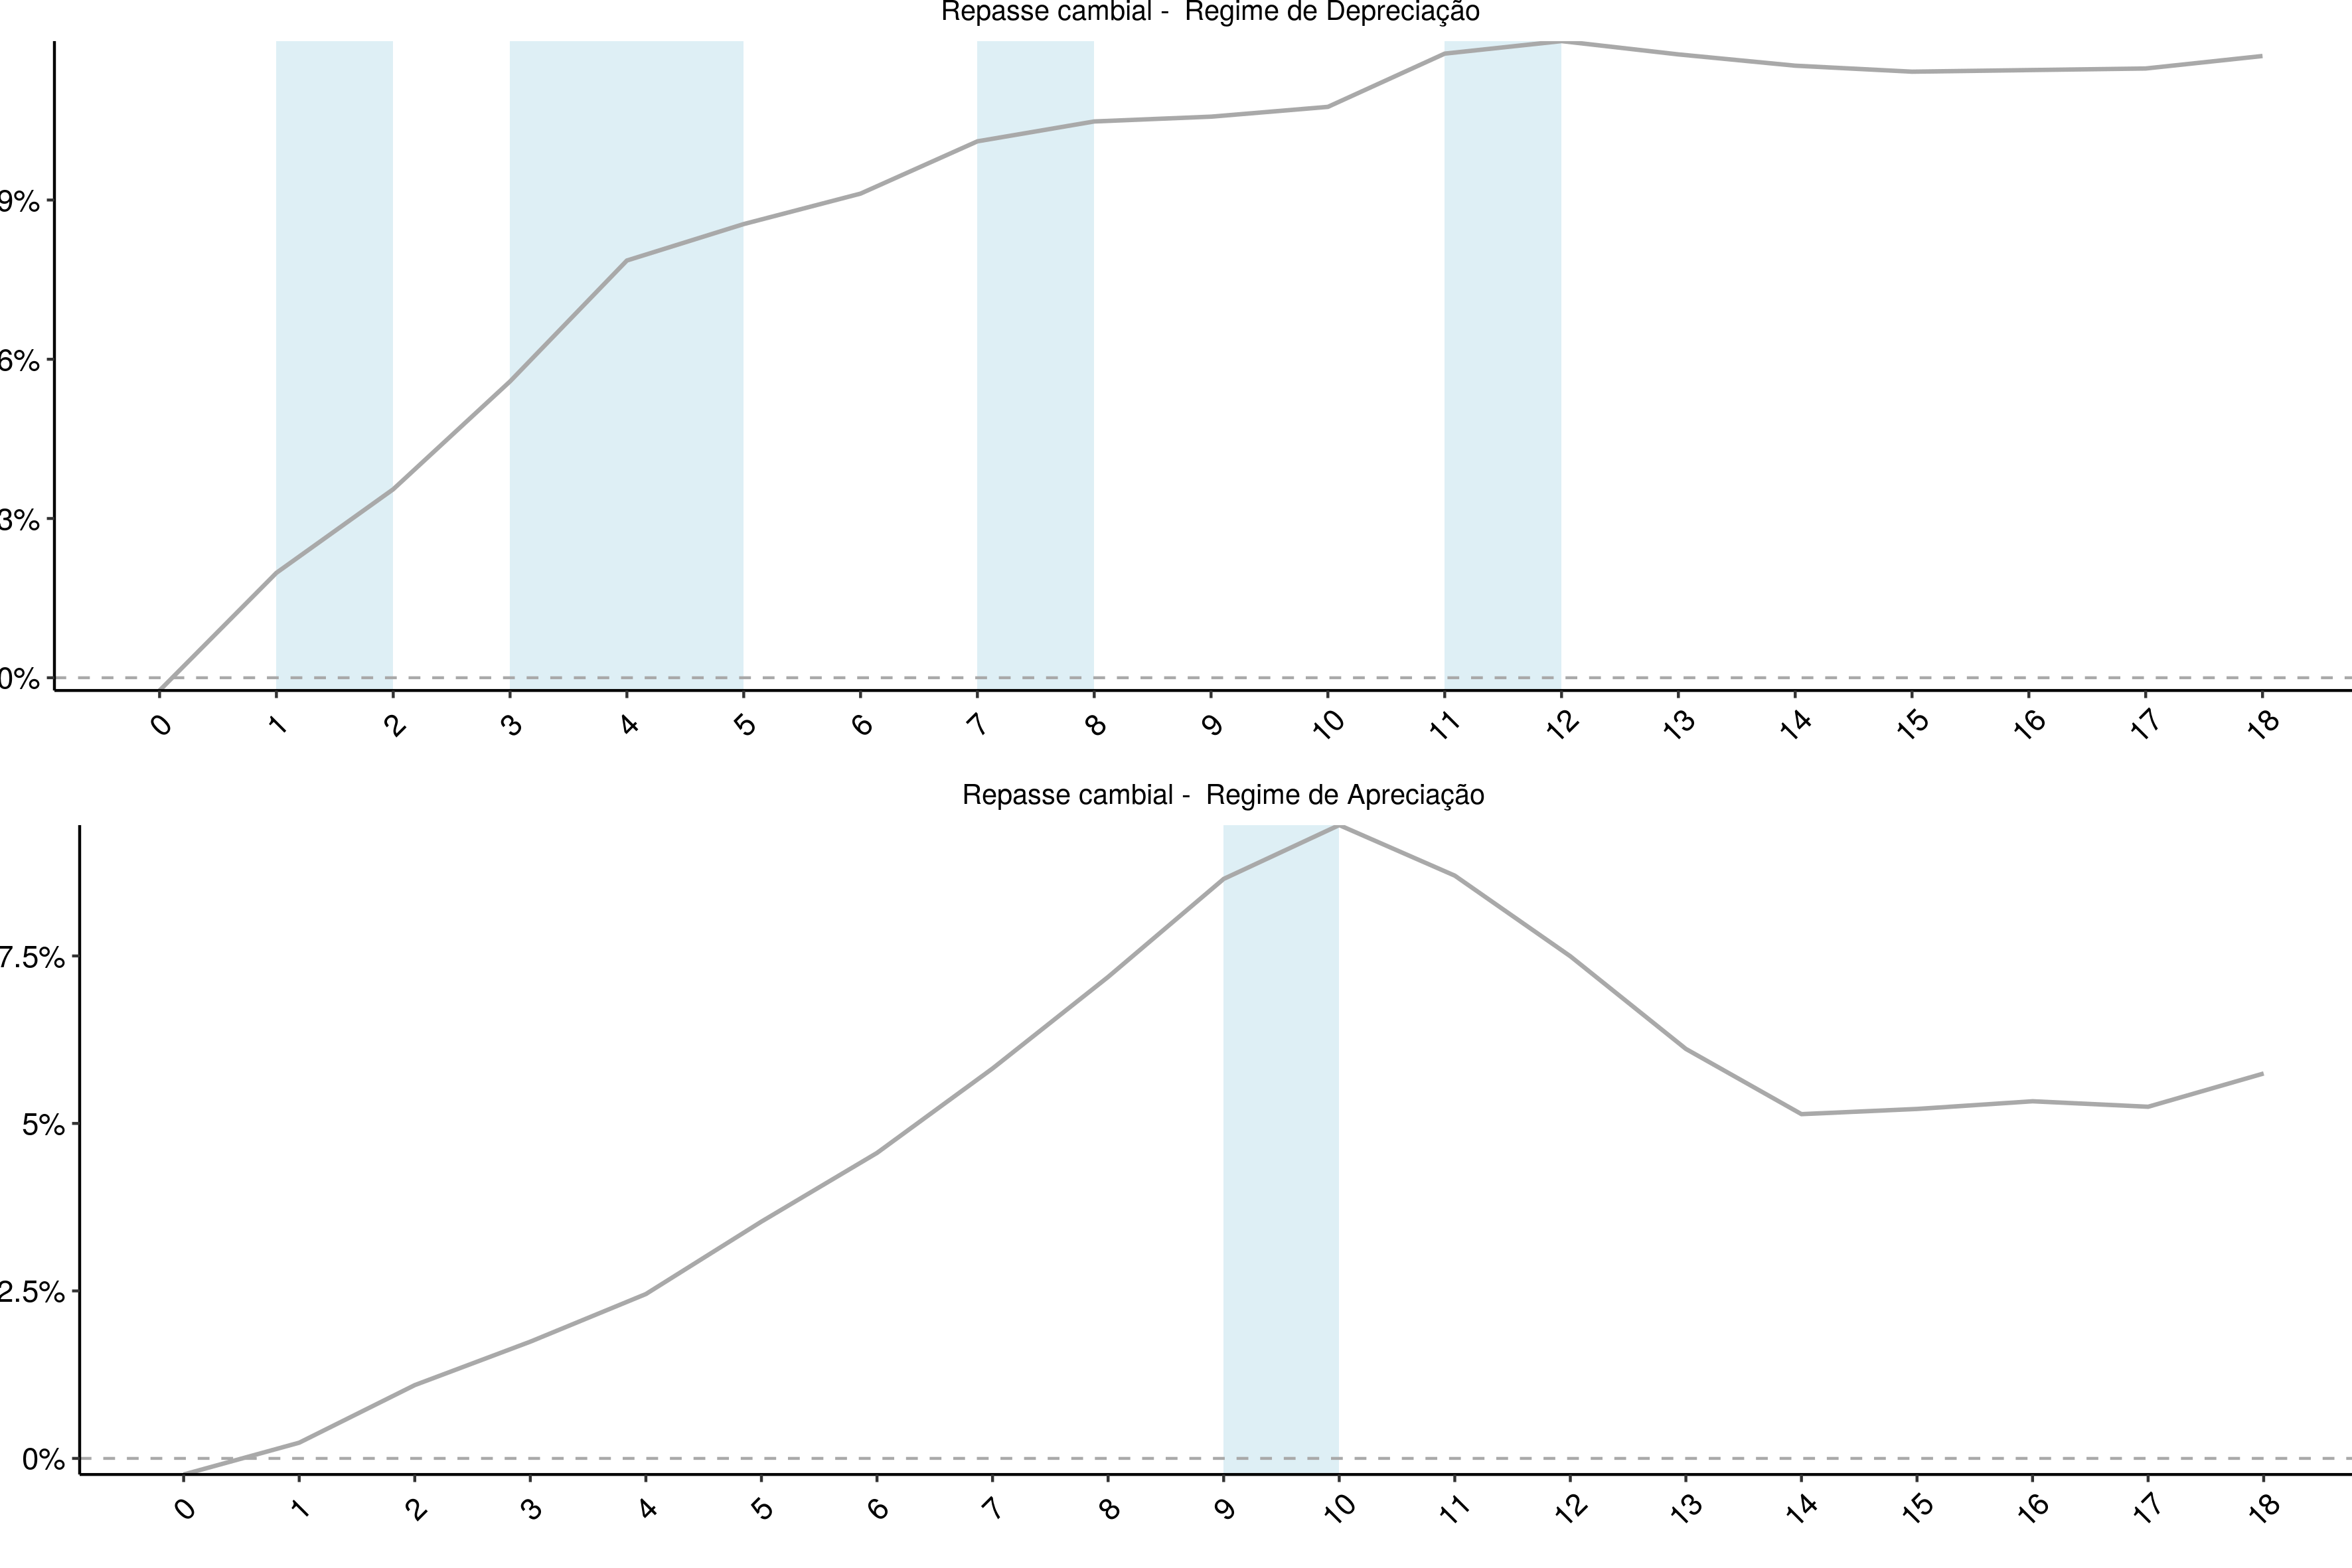 Repasse cambial -  Regime de Depreciação
9%
6%
3%
0%
0 1 2 3 4 5 6 7 8 9 10 11 12 13 14 15 16 17 18
Repasse cambial -  Regime de Apreciação
7.5%
5%
2.5%
0%
0 1 2 3 4 5 6 7 8 9 10 11 12 13 14 15 16 17 18